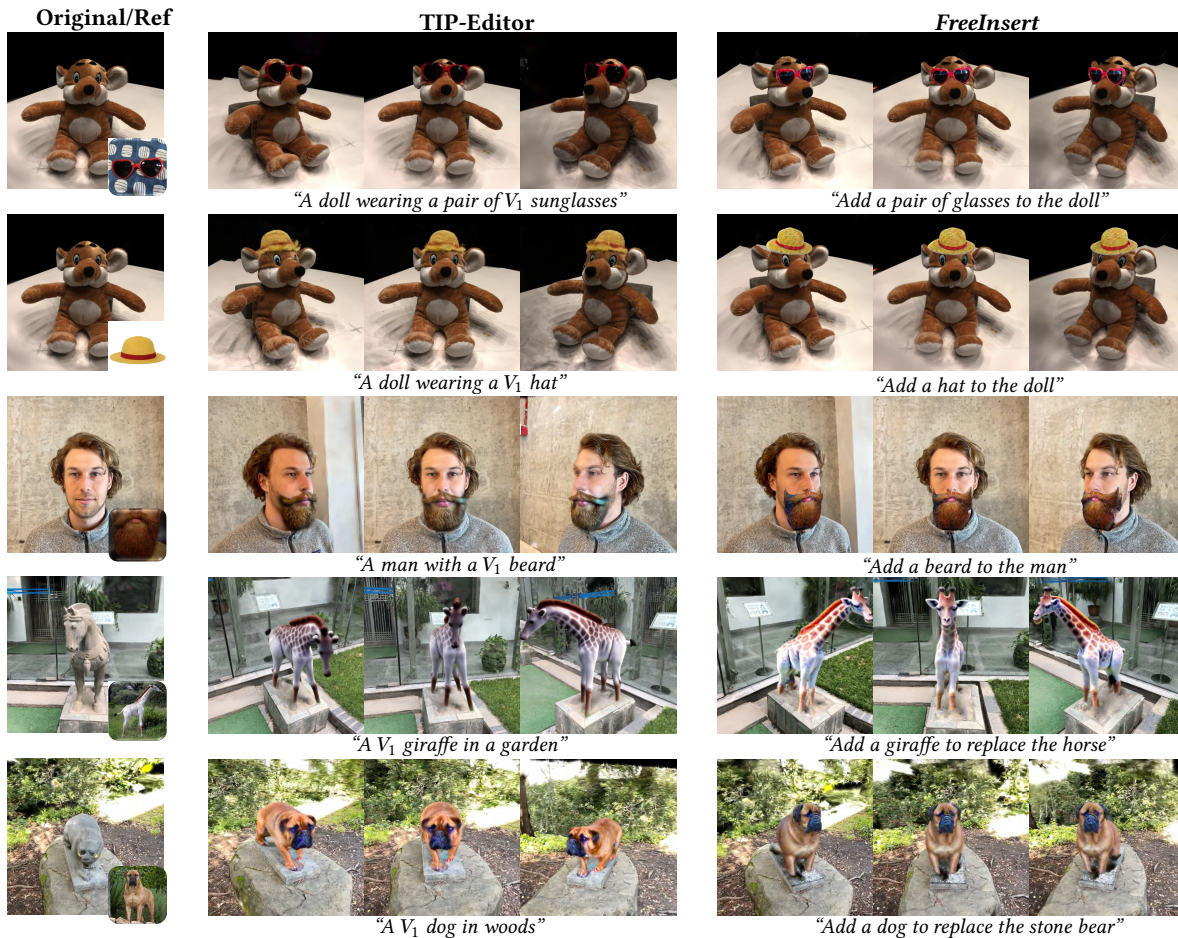 Original/Ref
TIP-Editor
FreeInsert
“A doll wearing a pair of V₁ sunglasses”
“Add a pair of glasses to the doll”
“A doll wearing a V₁ hat”
“Add a hat to the doll”
“A man with a V₁ beard”
“Add a beard to the man”
“A V₁ giraffe in a garden”
“Add a giraffe to replace the horse”
“A V₁ dog in woods”
“Add a dog to replace the stone bear”